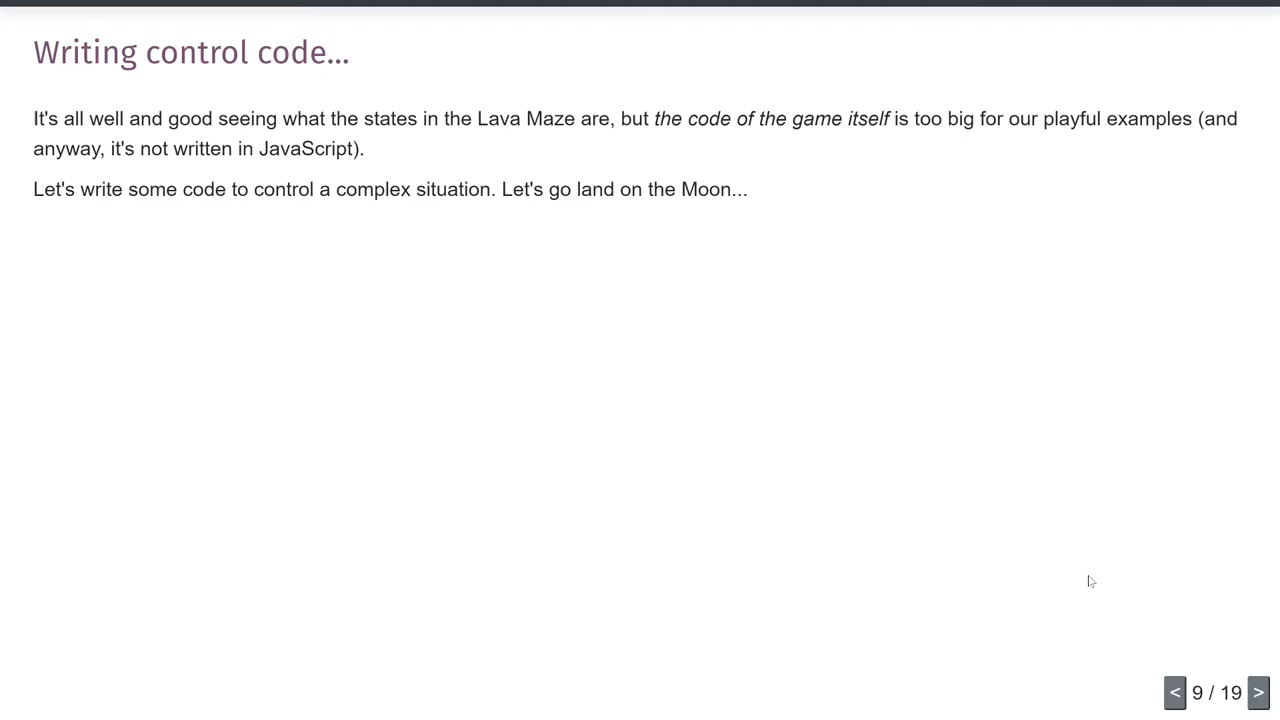 Writing control code...
It's all well and good seeing what the states in the Lava Maze are, but the code of the game itself is too big for our playful examples (and
anyway, it's not written in JavaScript).
Let's write some code to control a complex situation. Let's go land on the Moon...
< 9 / 19 >